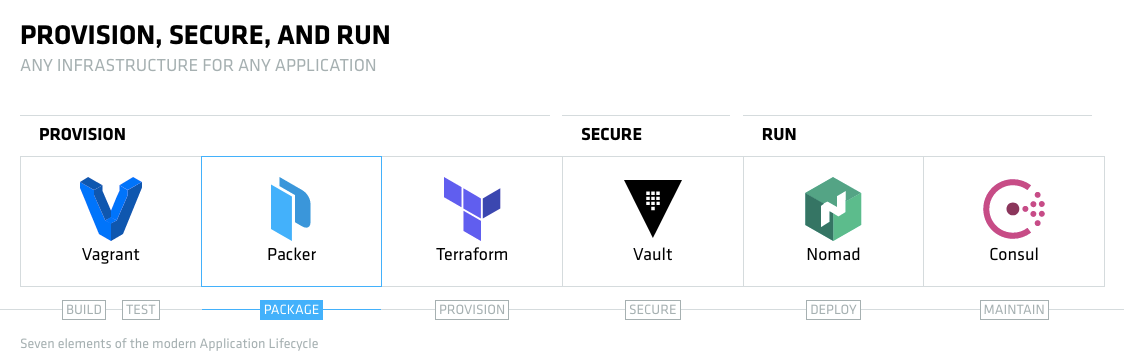 PROVISION, SECURE, AND RUN
ANY INFRASTRUCTURE FOR ANY APPLICATION
PROVISION SECURE RUN
Vagrant Packer Terraform Vault Nomad Consul
BUILD TEST PACKAGE PROVISION SECURE DEPLOY MAINTAIN
Seven elements of the modern Application Lifecycle